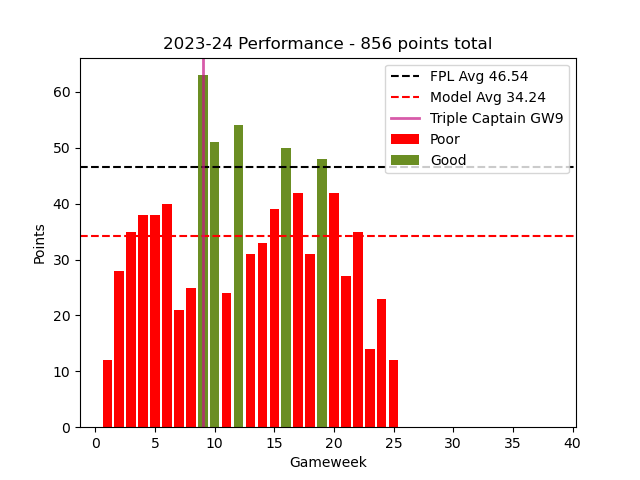 2023-24 Performance - 856 points total
FPL Avg 46.54
Model Avg 34.24
Triple Captain GW9
Poor
Good
Points
60
50
40
30
20
10
0
0 5 10 15 20 25 30 35 40
Gameweek